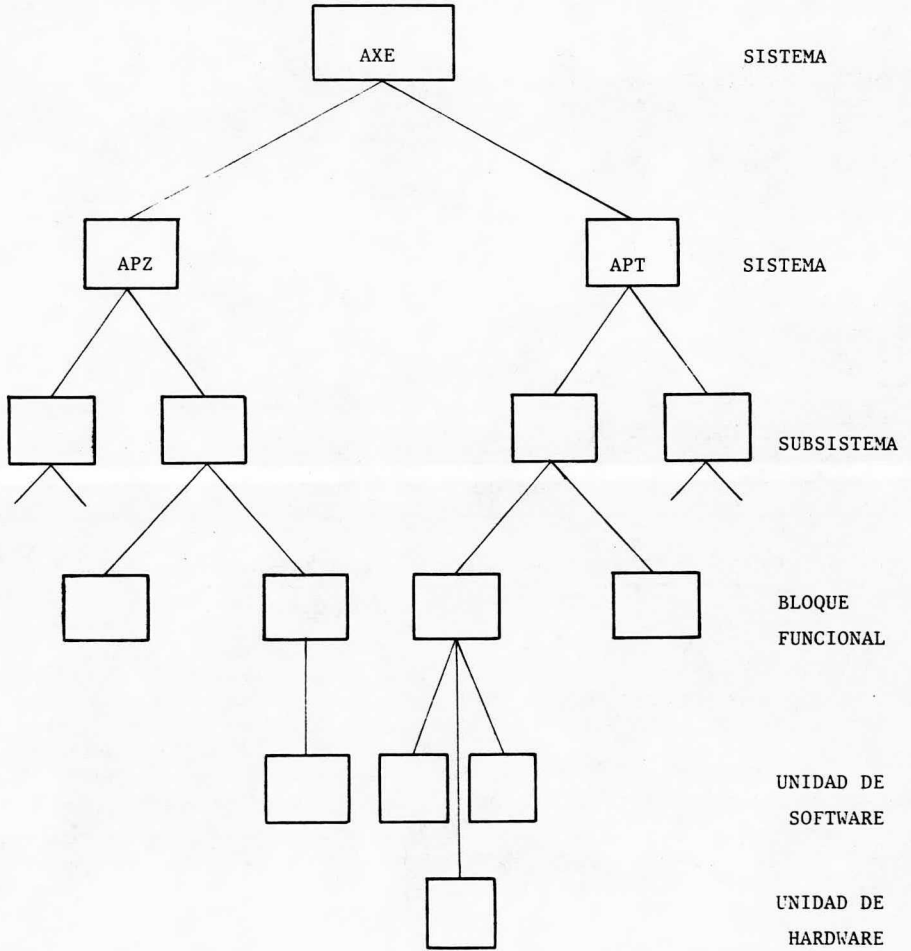 AXE
SISTEMA
APZ
APT
SISTEMA
SUBSISTEMA
BLOQUE
FUNCIONAL
UNIDAD DE
SOFTWARE
UNIDAD DE
HARDWARE